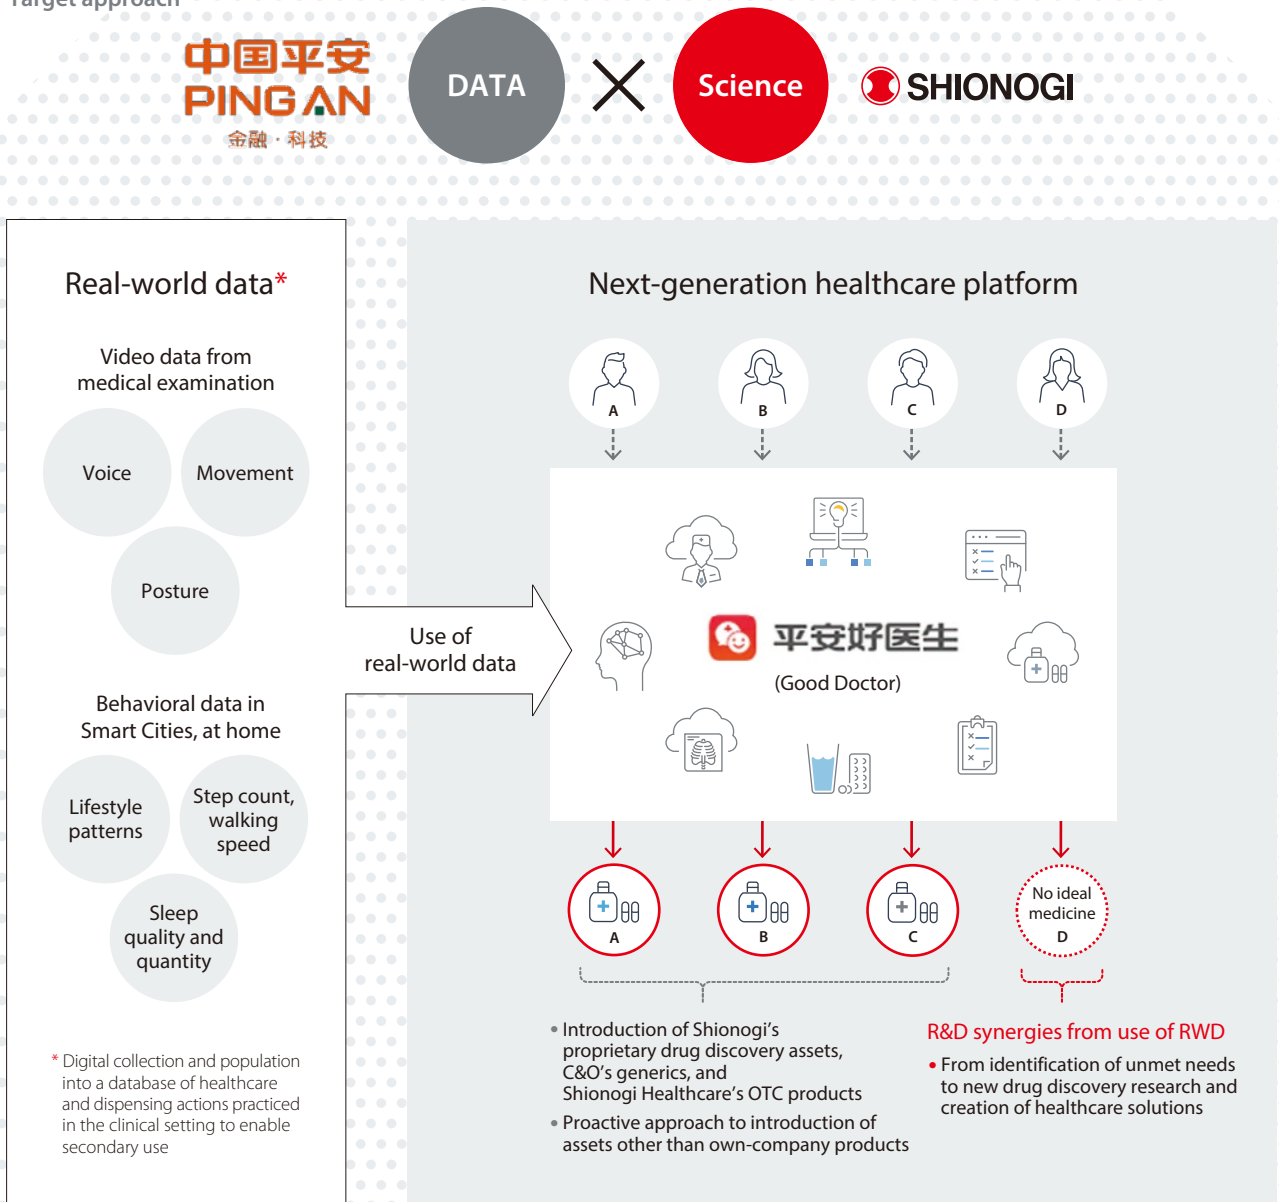 Target approach
中国平安
PING AN
金融·科技
DATA
Science
SHIONOGI
Real-world data*
Video data from
medical examination
Voice
Movement
Posture
Behavioral data in
Smart Cities, at home
Lifestyle
patterns
Step count,
walking
speed
Sleep
quality and
quantity
* Digital collection and population
into a database of healthcare
and dispensing actions practiced
in the clinical setting to enable
secondary use
Use of
real-world data
Next-generation healthcare platform
A
B
C
D
平安好医生
(Good Doctor)
A
B
C
No ideal
medicine
D
• Introduction of Shionogi’s
proprietary drug discovery assets,
C&O’s generics, and
Shionogi Healthcare’s OTC products
• Proactive approach to introduction of
assets other than own-company products
R&D synergies from use of RWD
• From identification of unmet needs
to new drug discovery research and
creation of healthcare solutions